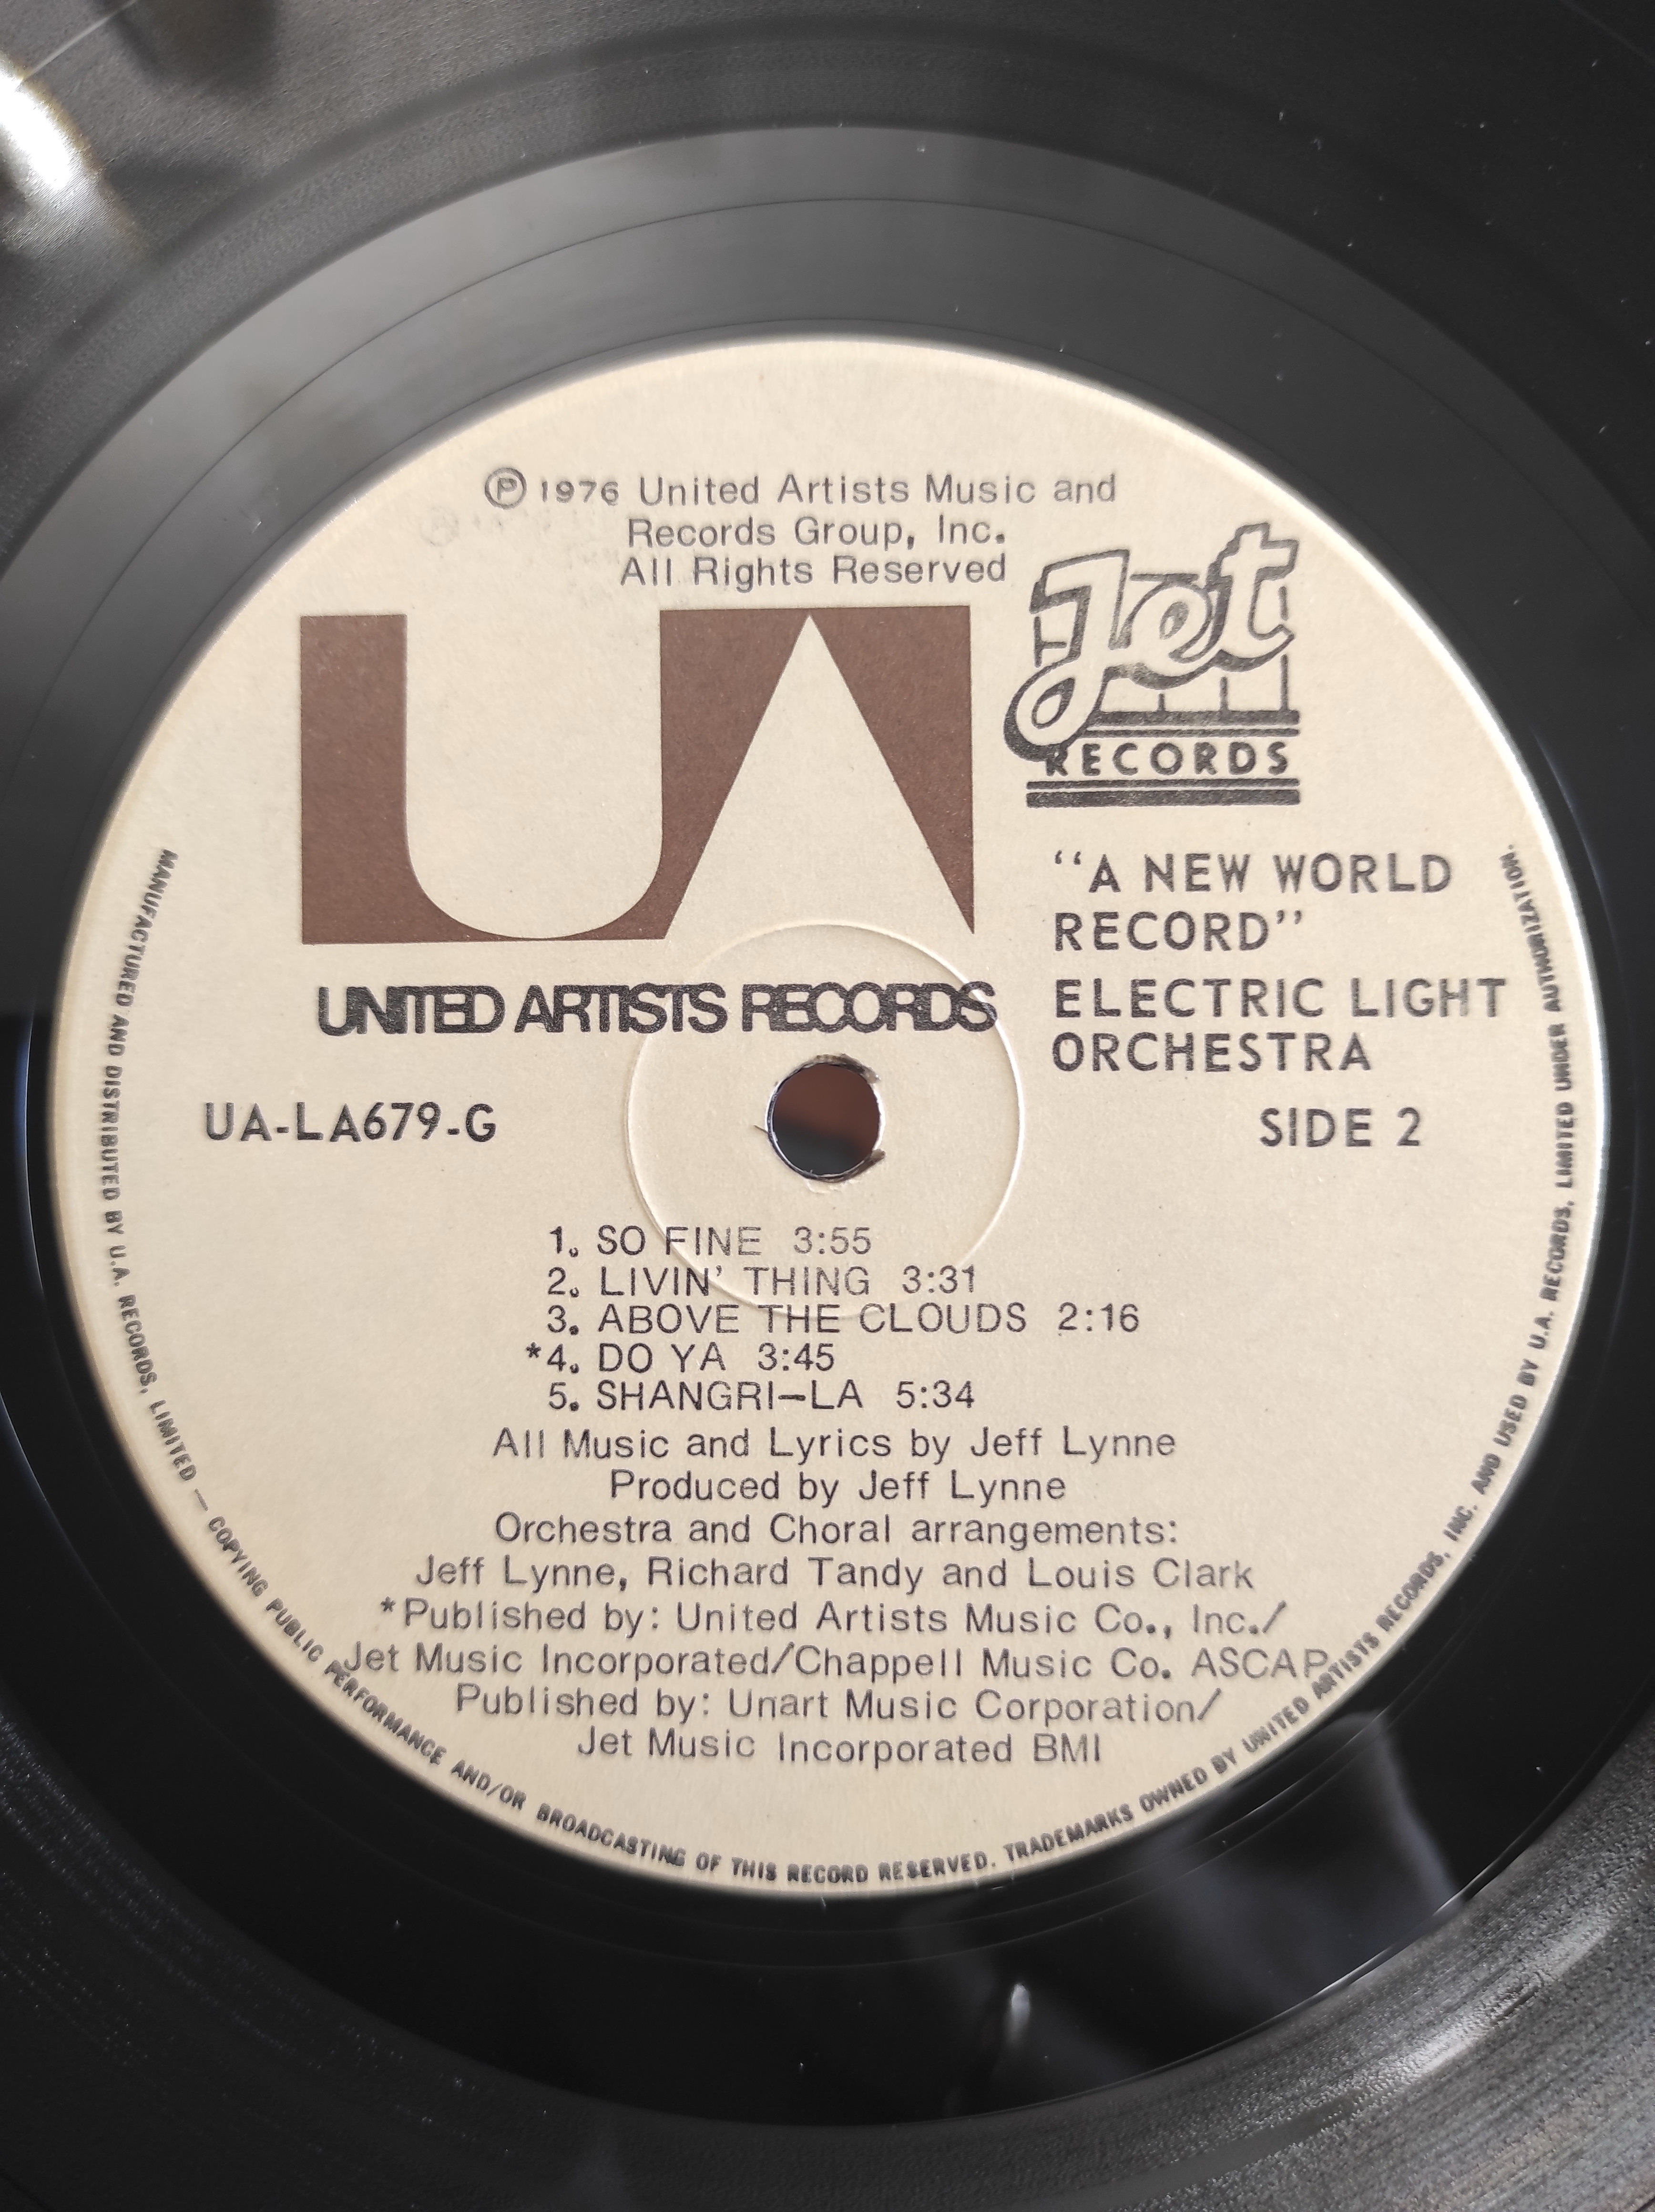 Ⓟ 1976 United Artists Music and
Records Group, Inc.
All Rights Reserved
Jet
RECORDS
UA
UNITED ARTISTS RECORDS
“A NEW WORLD
RECORD”
ELECTRIC LIGHT
ORCHESTRA
UA-LA679-G
SIDE 2
1. SO FINE 3:55
2. LIVIN’ THING 3:31
3. ABOVE THE CLOUDS 2:16
*4. DO YA 3:45
5. SHANGRI–LA 5:34
All Music and Lyrics by Jeff Lynne
Produced by Jeff Lynne
Orchestra and Choral arrangements:
Jeff Lynne, Richard Tandy and Louis Clark
*Published by: United Artists Music Co., Inc./
Jet Music Incorporated/Chappell Music Co. ASCAP
Published by: Unart Music Corporation/
Jet Music Incorporated BMI
MANUFACTURED AND DISTRIBUTED BY U.A. RECORDS, LIMITED — COPYING PUBLIC PERFORMANCE AND/OR BROADCASTING OF THIS RECORD RESERVED. TRADEMARKS OWNED BY UNITED ARTISTS RECORDS, INC. AND USED BY U.A. RECORDS, LIMITED UNDER AUTHORIZATION.